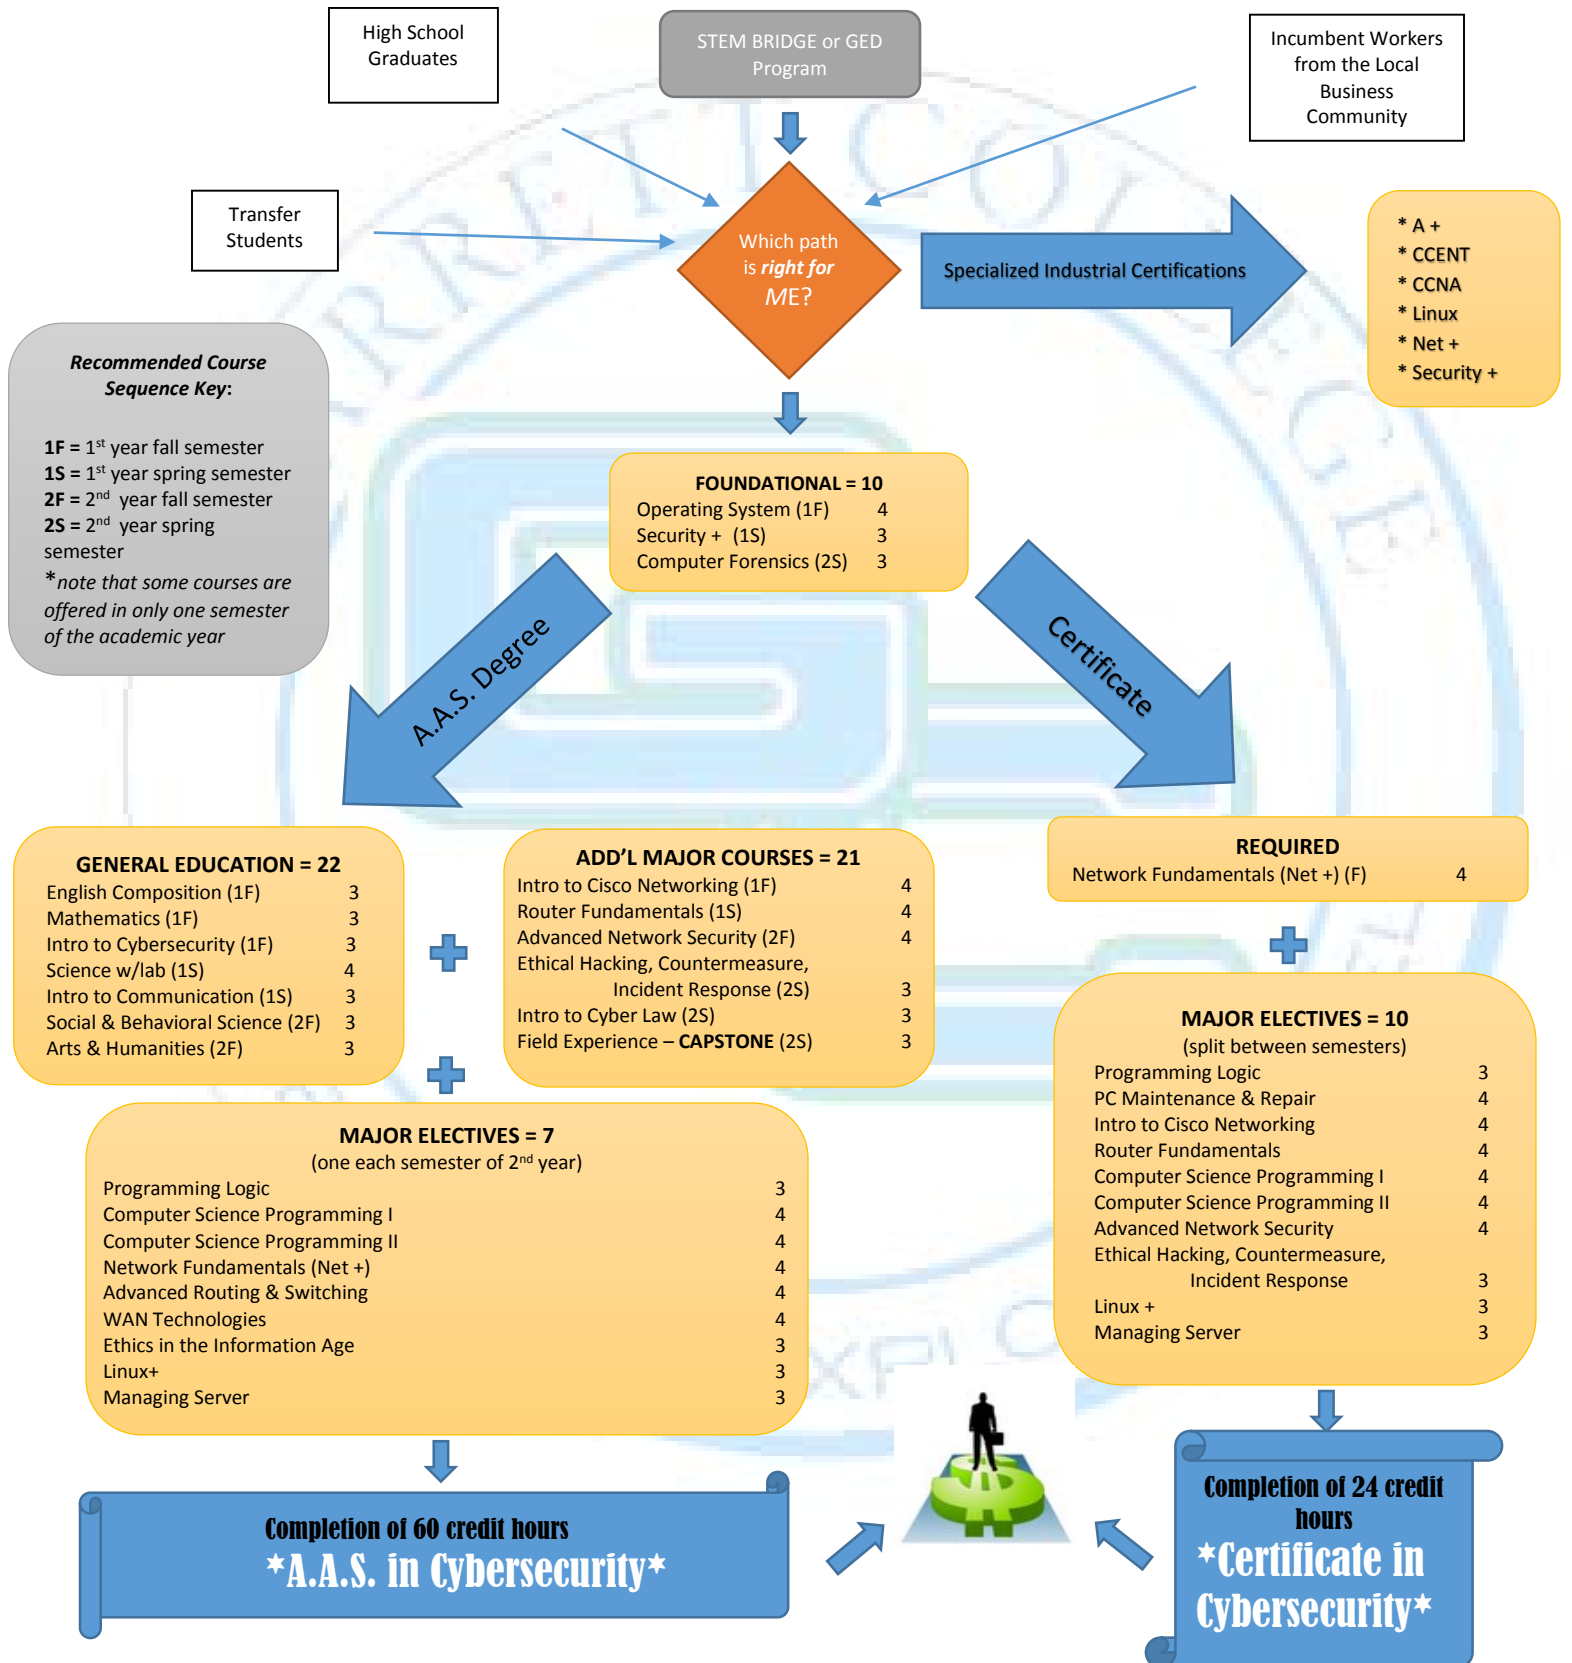 High School
Graduates
STEM BRIDGE or GED
Program
Incumbent Workers
from the Local
Business
Community
Transfer
Students
Which path
is right for
ME?
Specialized Industrial Certifications
* A +
* CCENT
* CCNA
* Linux
* Net +
* Security +
Recommended Course
Sequence Key:
1F = 1st year fall semester
1S = 1st year spring semester
2F = 2nd year fall semester
2S = 2nd year spring
semester
*note that some courses are
offered in only one semester
of the academic year
FOUNDATIONAL = 10
Operating System (1F) 4
Security + (1S) 3
Computer Forensics (2S) 3
A.A.S. Degree
Certificate
GENERAL EDUCATION = 22
English Composition (1F) 3
Mathematics (1F) 3
Intro to Cybersecurity (1F) 3
Science w/lab (1S) 4
Intro to Communication (1S) 3
Social & Behavioral Science (2F) 3
Arts & Humanities (2F) 3
ADD'L MAJOR COURSES = 21
Intro to Cisco Networking (1F) 4
Router Fundamentals (1S) 4
Advanced Network Security (2F) 4
Ethical Hacking, Countermeasure,
Incident Response (2S) 3
Intro to Cyber Law (2S) 3
Field Experience – CAPSTONE (2S) 3
REQUIRED
Network Fundamentals (Net +) (F) 4
MAJOR ELECTIVES = 10
(split between semesters)
Programming Logic 3
PC Maintenance & Repair 4
Intro to Cisco Networking 4
Router Fundamentals 4
Computer Science Programming I 4
Computer Science Programming II 4
Advanced Network Security 4
Ethical Hacking, Countermeasure,
Incident Response 3
Linux + 3
Managing Server 3
MAJOR ELECTIVES = 7
(one each semester of 2nd year)
Programming Logic 3
Computer Science Programming I 4
Computer Science Programming II 4
Network Fundamentals (Net +) 4
Advanced Routing & Switching 4
WAN Technologies 4
Ethics in the Information Age 3
Linux+ 3
Managing Server 3
Completion of 60 credit hours
*A.A.S. in Cybersecurity*
Completion of 24 credit
hours
*Certificate in
Cybersecurity*